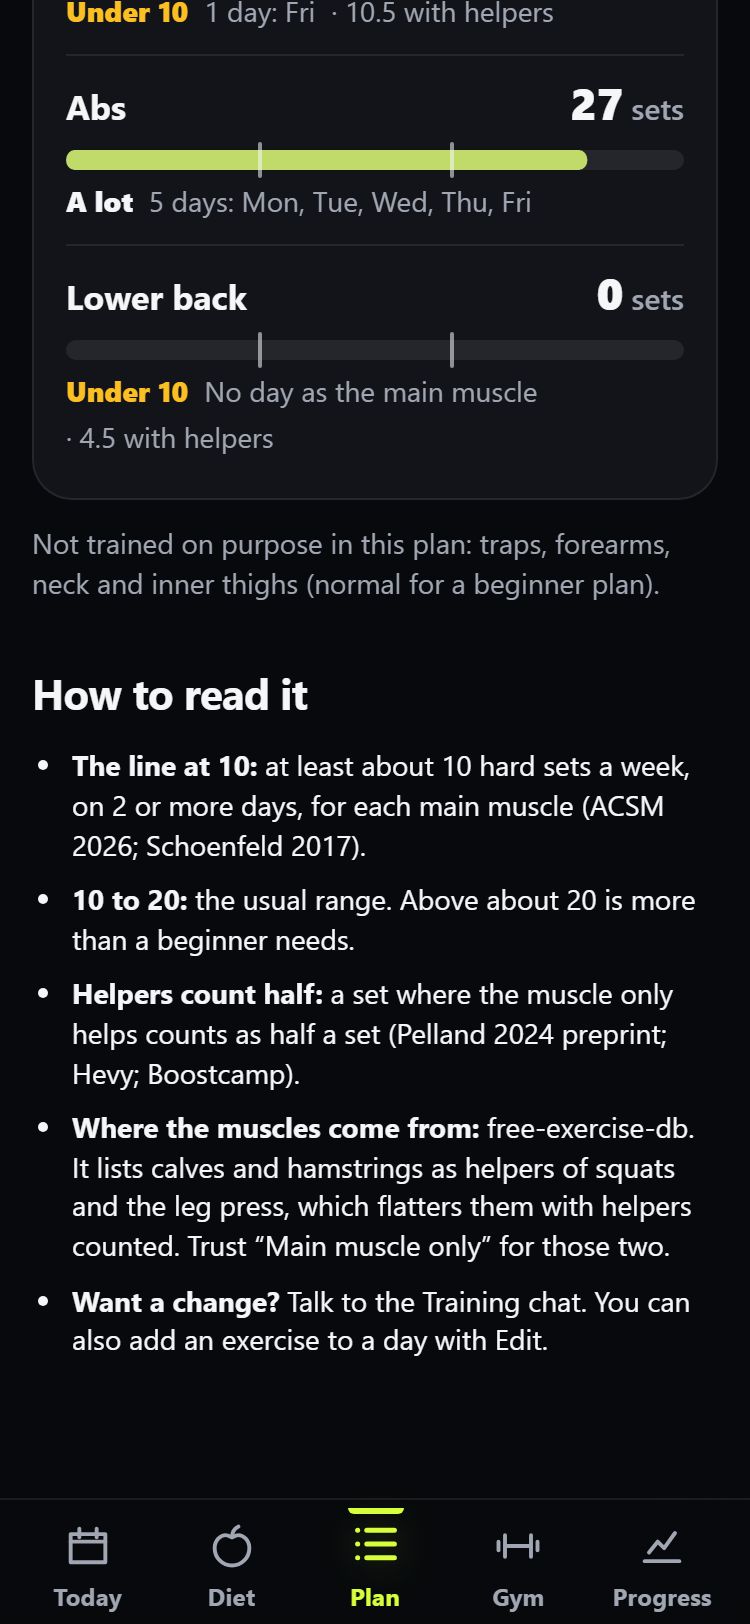 Under 10 1 day: Fri · 10.5 with helpers
Abs 27 sets
A lot 5 days: Mon, Tue, Wed, Thu, Fri
Lower back 0 sets
Under 10 No day as the main muscle
· 4.5 with helpers
Not trained on purpose in this plan: traps, forearms,
neck and inner thighs (normal for a beginner plan).
How to read it
• The line at 10: at least about 10 hard sets a week,
on 2 or more days, for each main muscle (ACSM
2026; Schoenfeld 2017).
• 10 to 20: the usual range. Above about 20 is more
than a beginner needs.
• Helpers count half: a set where the muscle only
helps counts as half a set (Pelland 2024 preprint;
Hevy; Boostcamp).
• Where the muscles come from: free-exercise-db.
It lists calves and hamstrings as helpers of squats
and the leg press, which flatters them with helpers
counted. Trust “Main muscle only” for those two.
• Want a change? Talk to the Training chat. You can
also add an exercise to a day with Edit.
Today Diet Plan Gym Progress